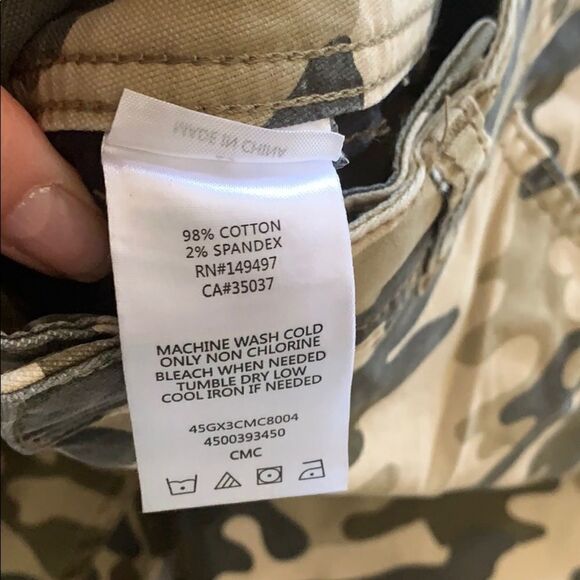 MADE IN CHINA
98% COTTON
2% SPANDEX
RN#149497
CA#35037
MACHINE WASH COLD
ONLY NON CHLORINE
BLEACH WHEN NEEDED
TUMBLE DRY LOW
COOL IRON IF NEEDED
45GX3CMC8004
4500393450
CMC